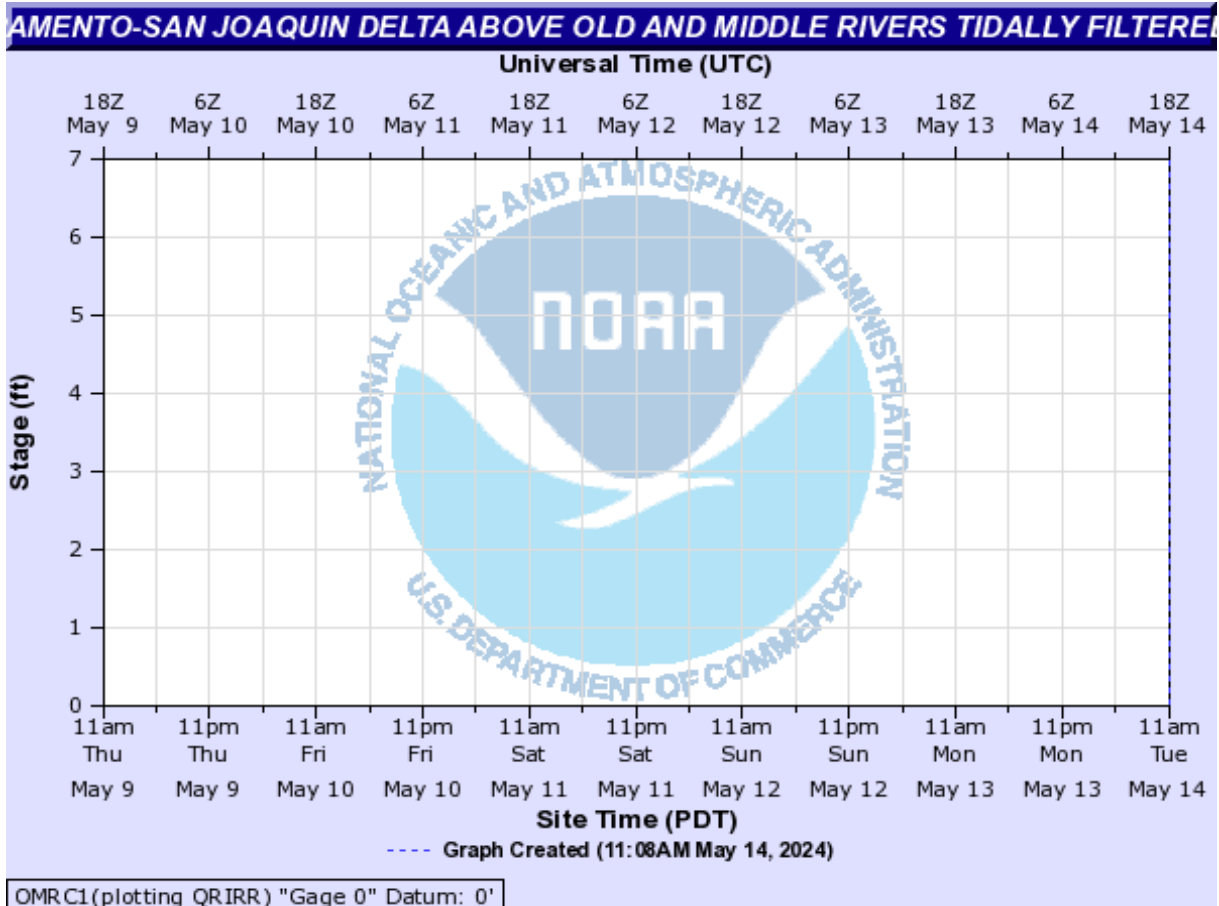 AMENTO-SAN JOAQUIN DELTA ABOVE OLD AND MIDDLE RIVERS TIDALLY FILTERED
Universal Time (UTC)
18Z 6Z 18Z 6Z 18Z 6Z 18Z 6Z 18Z 6Z 18Z
May 9 May 10 May 10 May 11 May 11 May 12 May 12 May 13 May 13 May 14 May 14
7
6
5
4
3
2
1
0
Stage (ft)
NATIONAL OCEANIC AND ATMOSPHERIC ADMINISTRATION
NOAA
U.S. DEPARTMENT OF COMMERCE
11am 11pm 11am 11pm 11am 11pm 11am 11pm 11am 11pm 11am
Thu Thu Fri Fri Sat Sat Sun Sun Mon Mon Tue
May 9 May 9 May 10 May 10 May 11 May 11 May 12 May 12 May 13 May 13 May 14
Site Time (PDT)
---- Graph Created (11:08AM May 14, 2024)
OMRC1(plotting QRIRR) "Gage 0" Datum: 0'